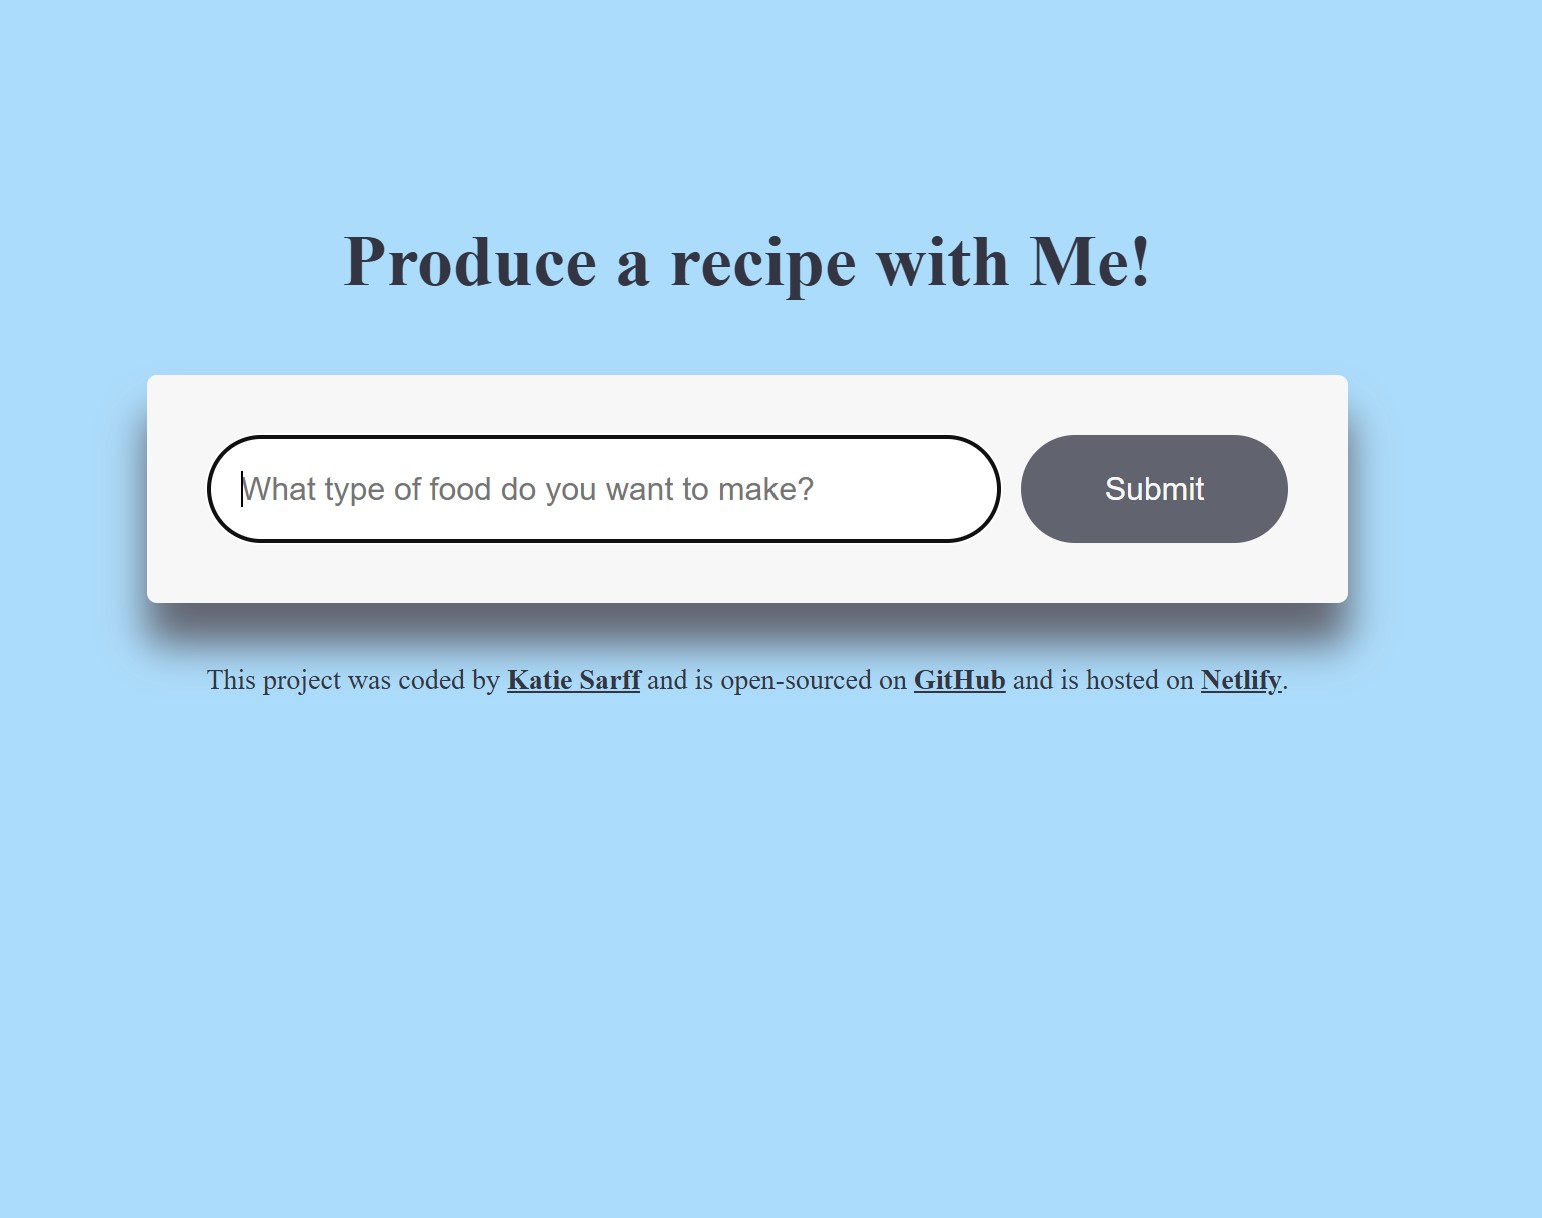 Produce a recipe with Me!
What type of food do you want to make?
Submit
This project was coded by Katie Sarff and is open-sourced on GitHub and is hosted on Netlify.